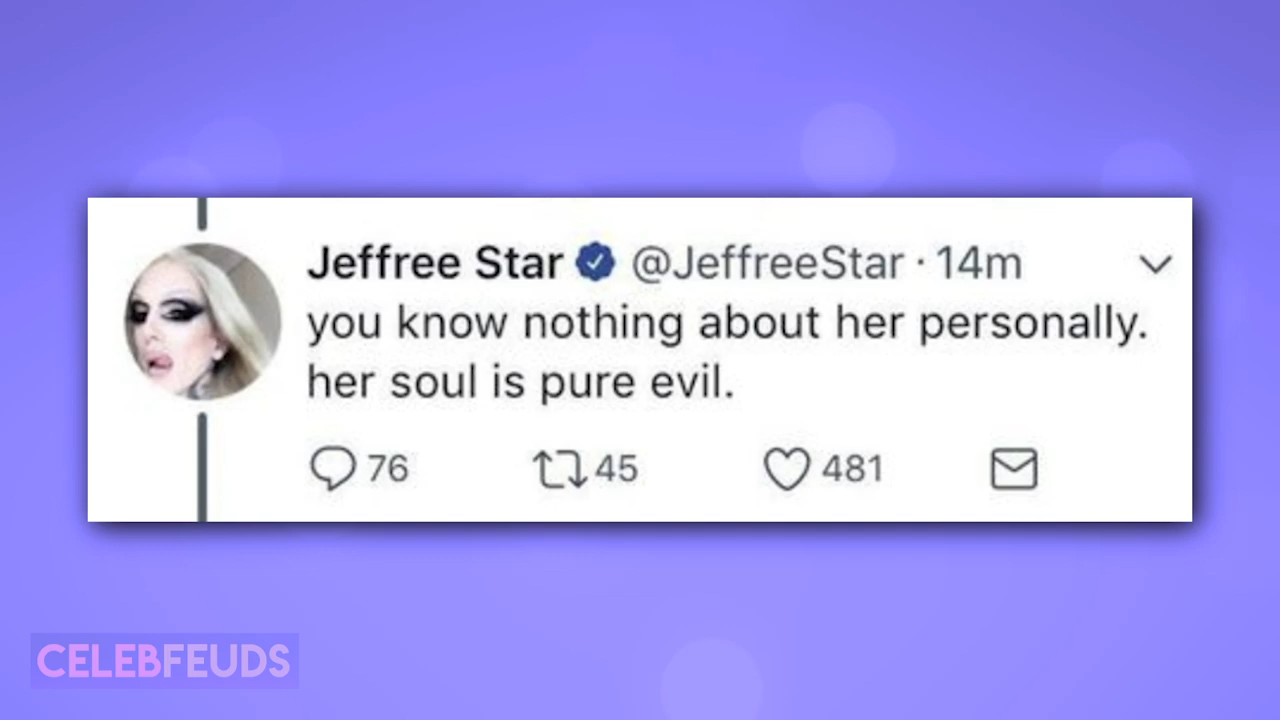 Jeffree Star @JeffreeStar · 14m
you know nothing about her personally.
her soul is pure evil.
76 45 481
CELEBFEUDS